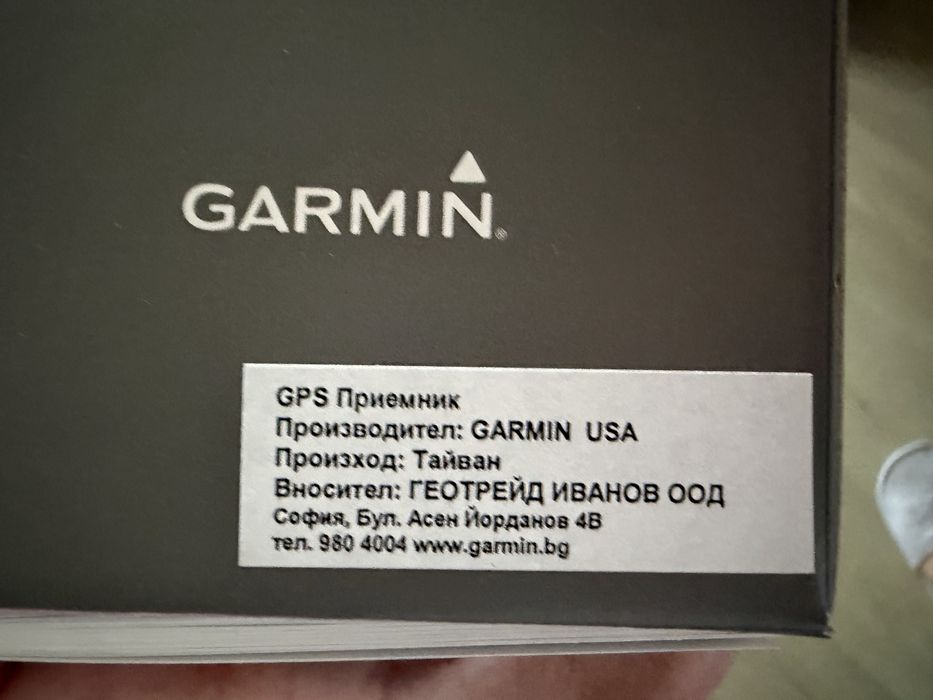 GARMIN®
GPS Приемник
Производител: GARMIN USA
Произход: Тайван
Вносител: ГЕОТРЕЙД ИВАНОВ ООД
София, Бул. Асен Йорданов 4В
тел. 980 4004 www.garmin.bg